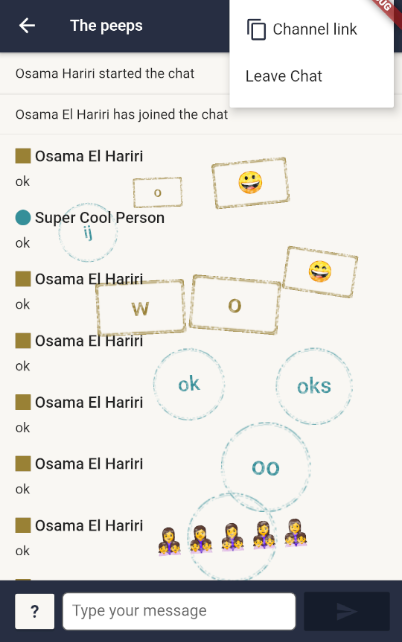 The peeps
UG
Channel link
Leave Chat
Osama Hariri started the chat
Osama El Hariri has joined the chat
Osama El Hariri
ok
o
😀
Super Cool Person
ok
ij
Osama El Hariri
ok
😄
w
o
Osama El Hariri
ok
ok
oks
Osama El Hariri
ok
Osama El Hariri
ok
oo
Osama El Hariri
ok
👩‍👧‍👧 👩‍👧‍👧 👩‍👧‍👧 👩‍👧‍👧 👩‍👧‍👧
?
Type your message